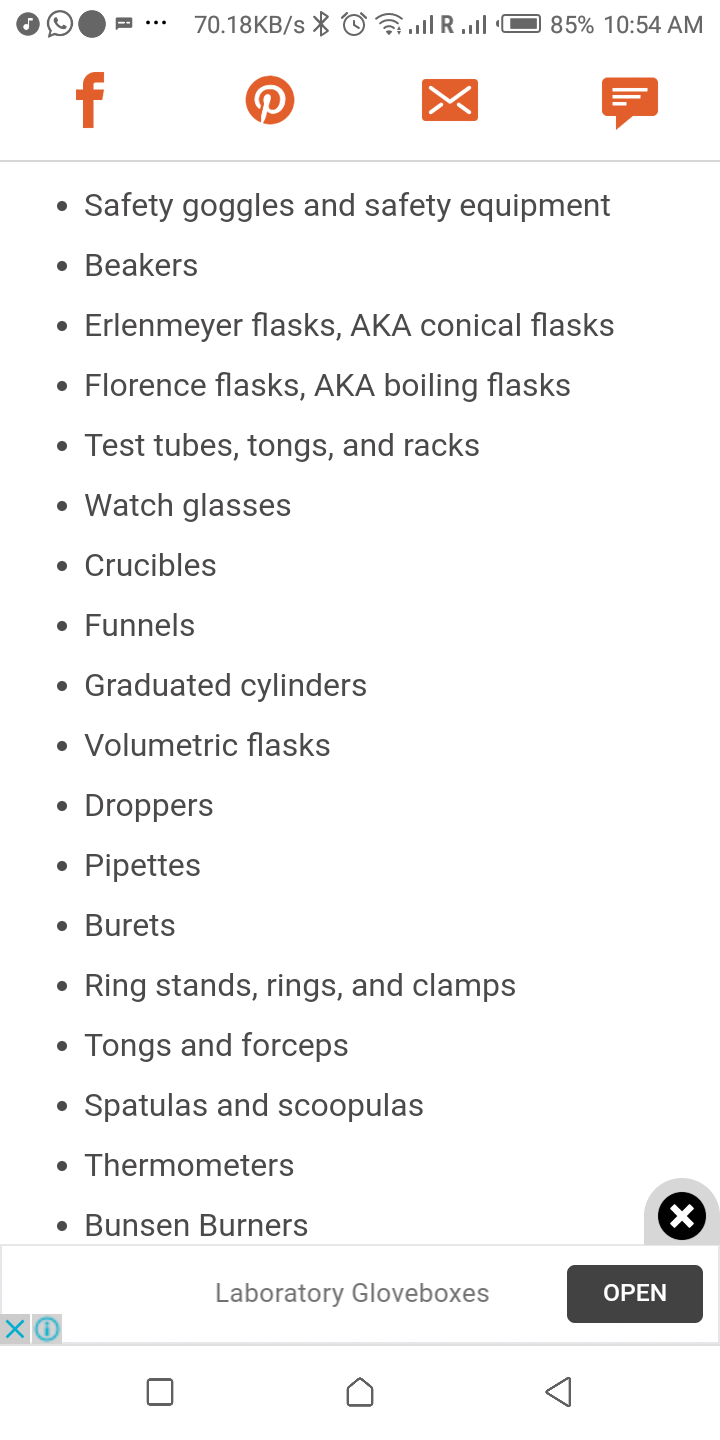 70.18KB/s R 85% 10:54 AM
Safety goggles and safety equipment
Beakers
Erlenmeyer flasks, AKA conical flasks
Florence flasks, AKA boiling flasks
Test tubes, tongs, and racks
Watch glasses
Crucibles
Funnels
Graduated cylinders
Volumetric flasks
Droppers
Pipettes
Burets
Ring stands, rings, and clamps
Tongs and forceps
Spatulas and scoopulas
Thermometers
Bunsen Burners
Laboratory Gloveboxes OPEN